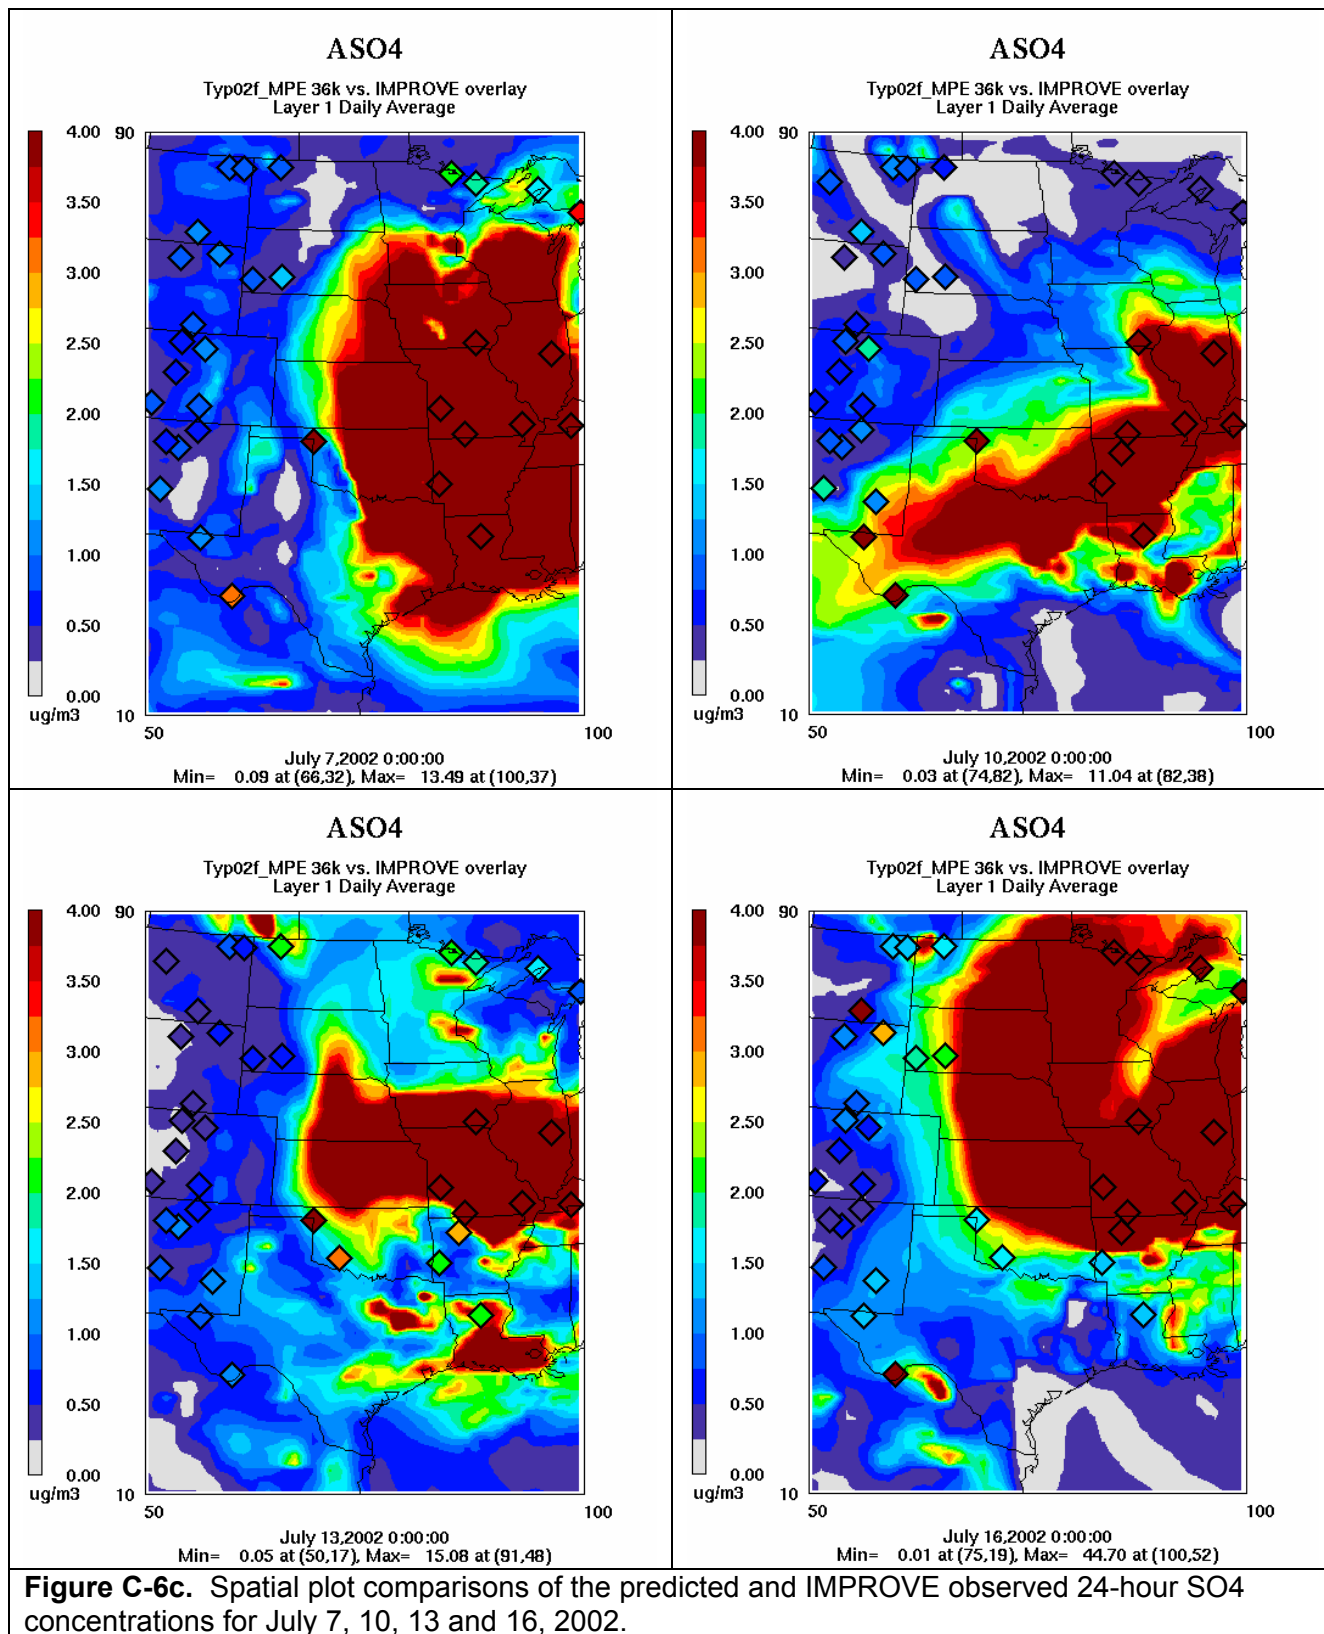 ASO4
Typ02f_MPE 36k vs. IMPROVE overlay
Layer 1 Daily Average
4.00
3.50
3.00
2.50
2.00
1.50
1.00
0.50
0.00
ug/m3
90
10
50
100
July 7,2002 0:00:00
Min= 0.09 at (66,32), Max= 13.49 at (100,37)
ASO4
Typ02f_MPE 36k vs. IMPROVE overlay
Layer 1 Daily Average
4.00
3.50
3.00
2.50
2.00
1.50
1.00
0.50
0.00
ug/m3
90
10
50
100
July 10,2002 0:00:00
Min= 0.03 at (74,82), Max= 11.04 at (82,38)
ASO4
Typ02f_MPE 36k vs. IMPROVE overlay
Layer 1 Daily Average
4.00
3.50
3.00
2.50
2.00
1.50
1.00
0.50
0.00
ug/m3
90
10
50
100
July 13,2002 0:00:00
Min= 0.05 at (50,17), Max= 15.08 at (91,48)
ASO4
Typ02f_MPE 36k vs. IMPROVE overlay
Layer 1 Daily Average
4.00
3.50
3.00
2.50
2.00
1.50
1.00
0.50
0.00
ug/m3
90
10
50
100
July 16,2002 0:00:00
Min= 0.01 at (75,19), Max= 44.70 at (100,52)
Figure C-6c. Spatial plot comparisons of the predicted and IMPROVE observed 24-hour SO4
concentrations for July 7, 10, 13 and 16, 2002.